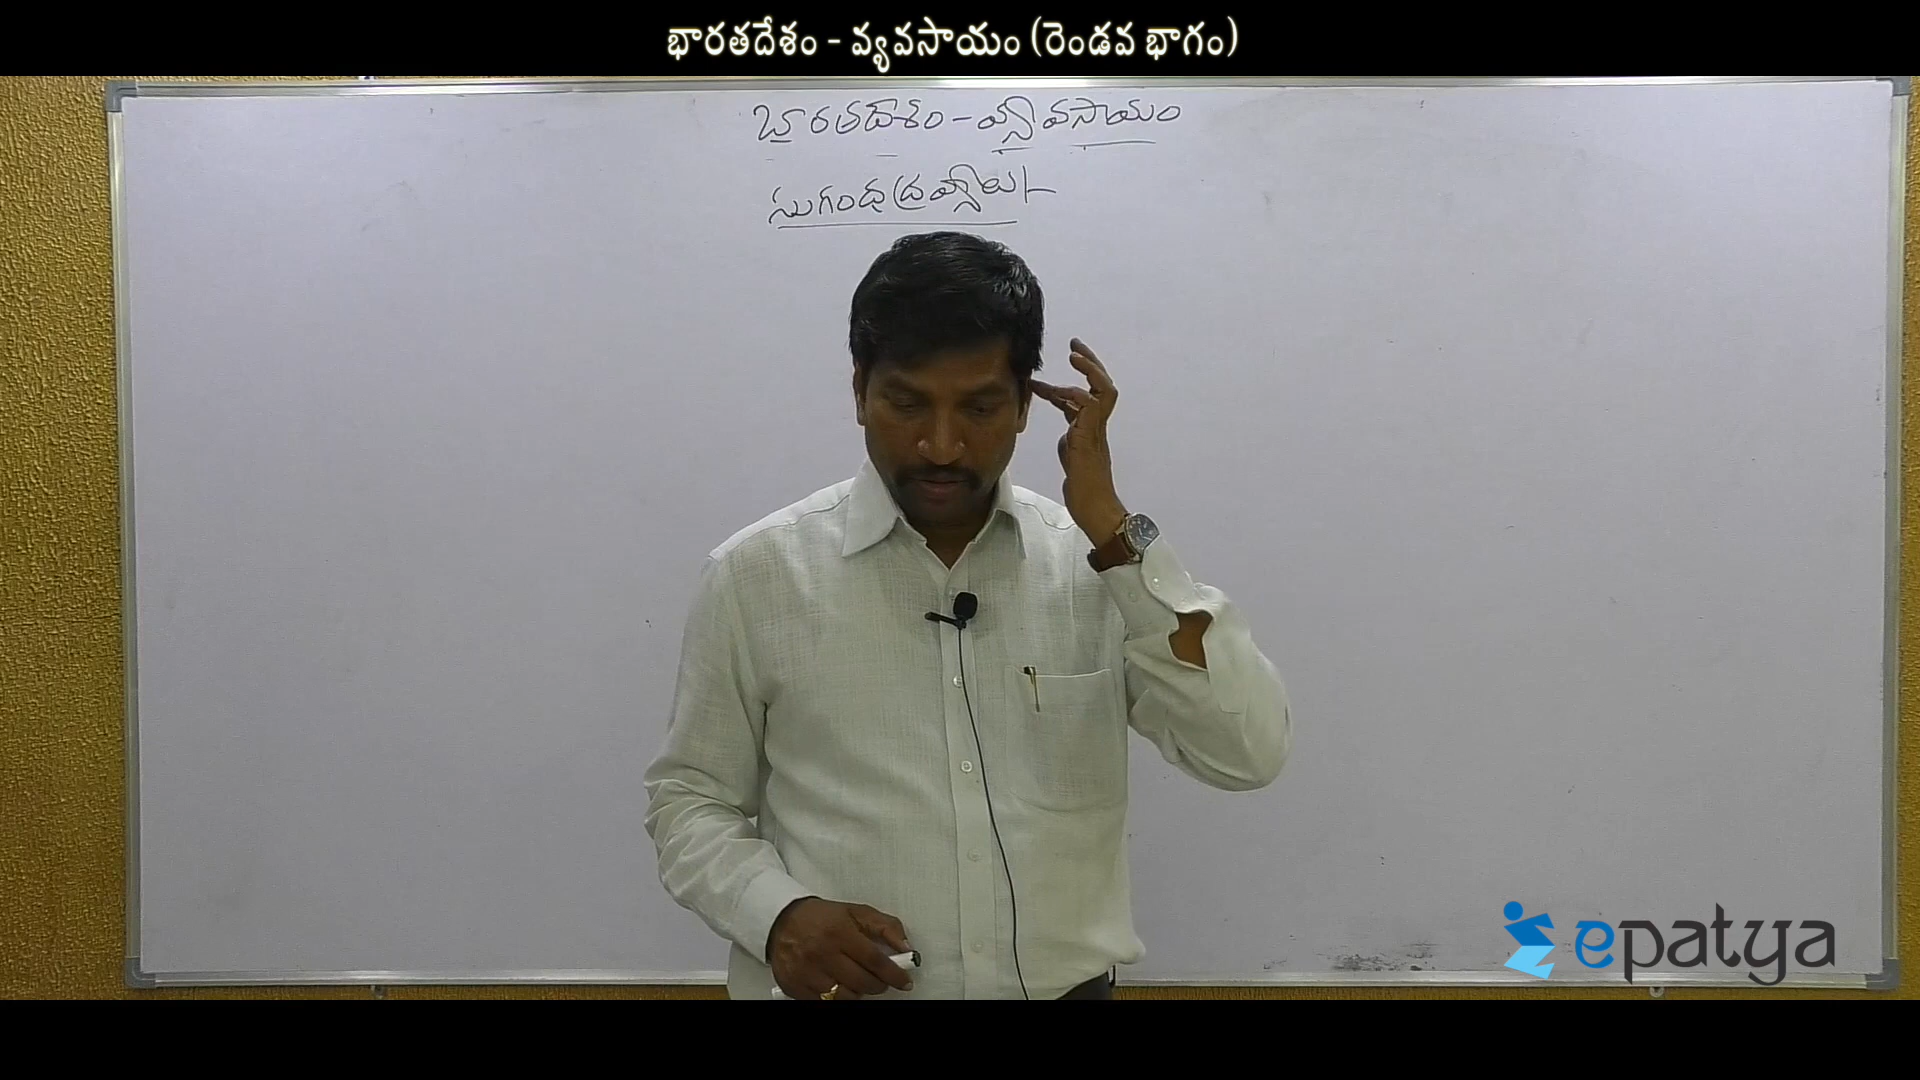 భారతదేశం - వ్యవసాయం (రెండవ భాగం)
భారతదేశం - వ్యవసాయం
సుగంధ ద్రవ్యాలు :-
epatya